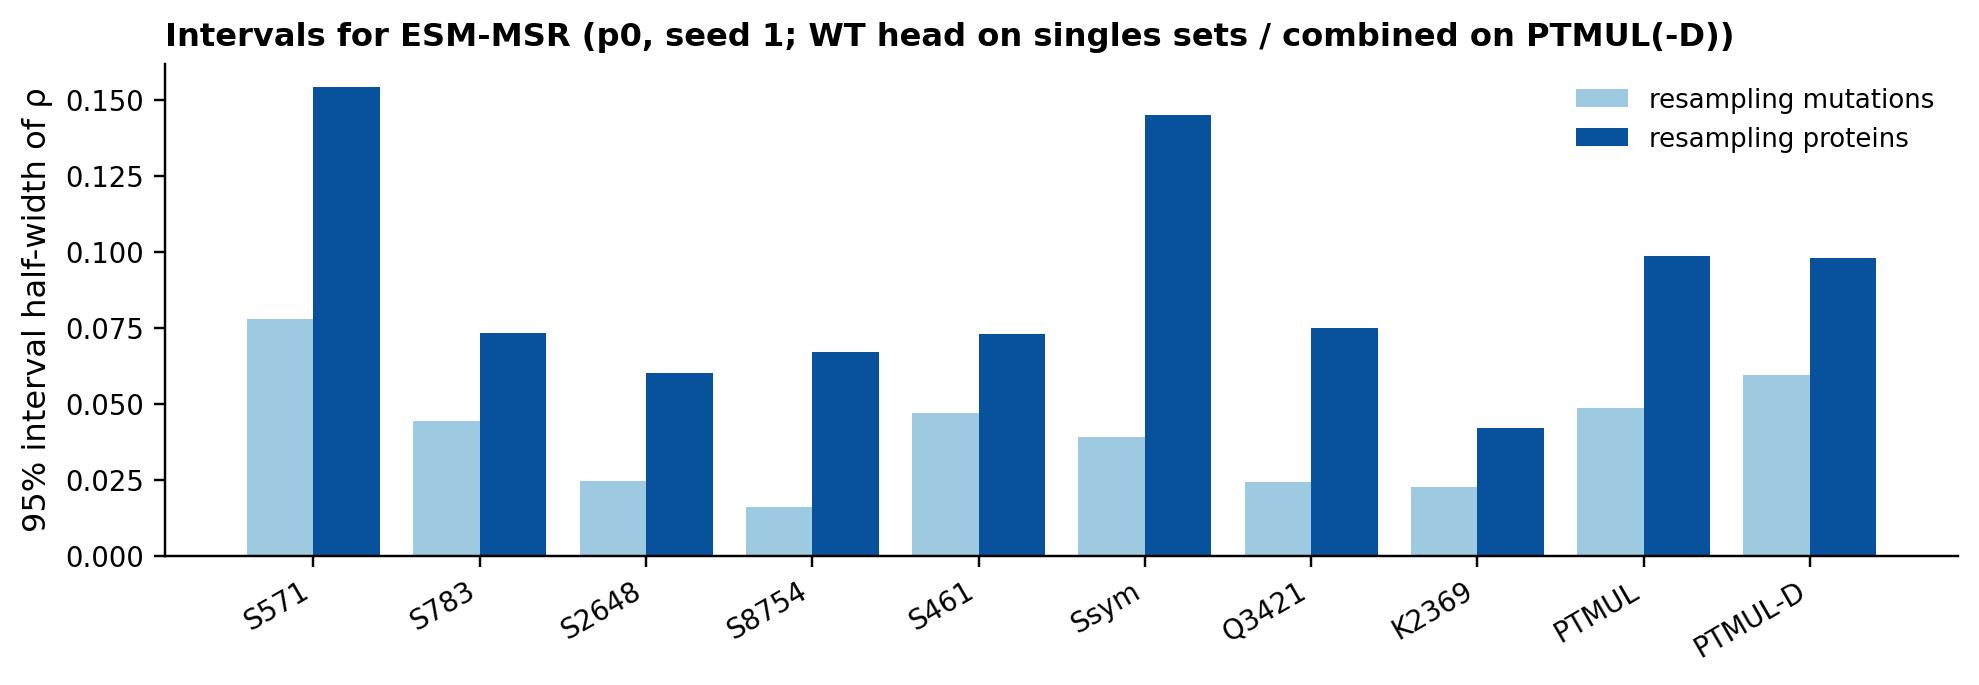 Intervals for ESM-MSR (p0, seed 1; WT head on singles sets / combined on PTMUL(-D))
resampling mutations
resampling proteins
95% interval half-width of ρ
0.150
0.125
0.100
0.075
0.050
0.025
0.000
S571
S783
S2648
S8754
S461
Ssym
Q3421
K2369
PTMUL
PTMUL-D